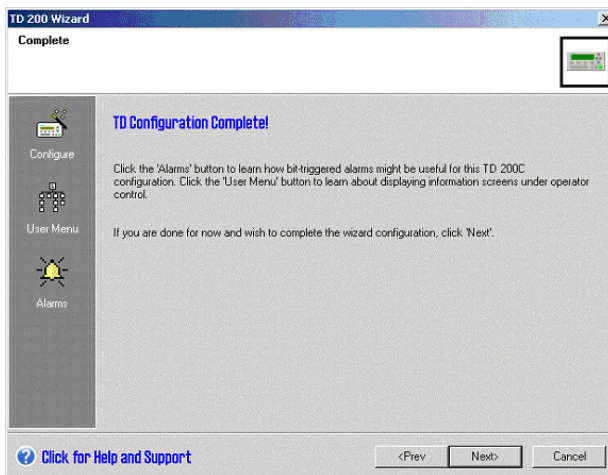 TD 200 Wizard
Complete
TD Configuration Complete!
Configure
Click the 'Alarms' button to learn how bit-triggered alarms might be useful for this TD 200C
configuration. Click the 'User Menu' button to learn about displaying information screens under operator
control.
User Menu
If you are done for now and wish to complete the wizard configuration, click 'Next'.
Alarms
Click for Help and Support
<Prev
Next>
Cancel